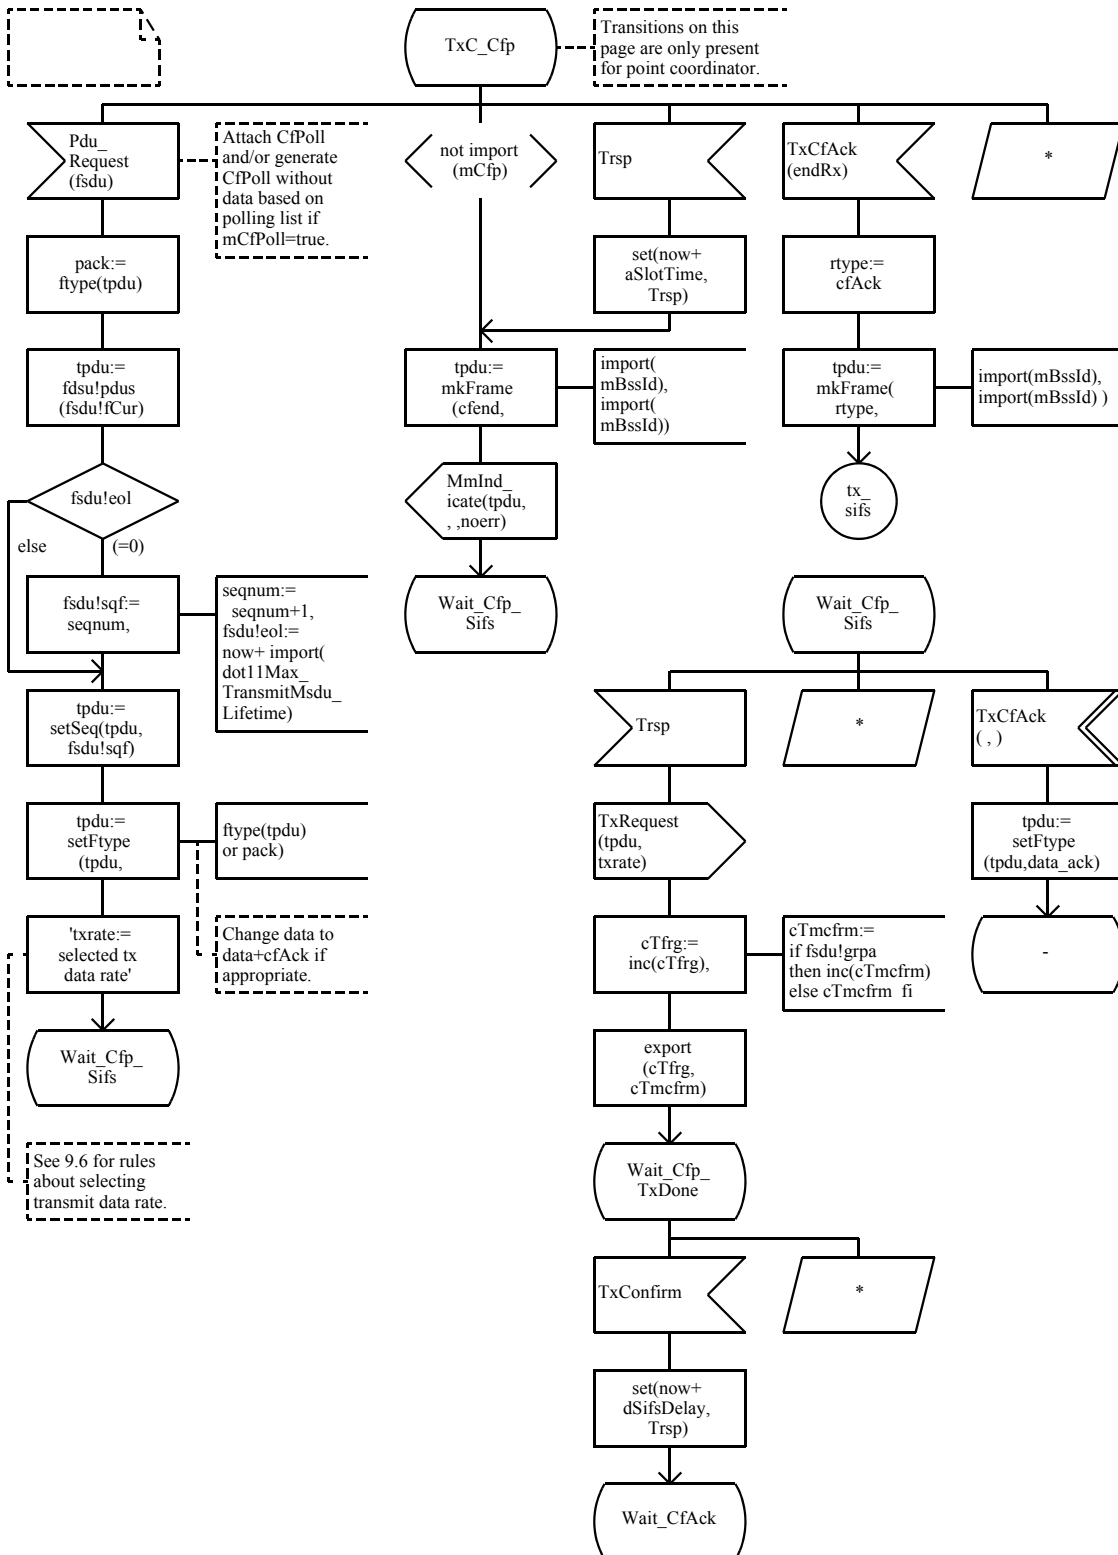 TxC_Cfp
Transitions on this
page are only present
for point coordinator.
Pdu_
Request
(fsdu)
Attach CfPoll
and/or generate
CfPoll without
data based on
polling list if
mCfPoll=true.
not import
(mCfp)
Trsp
TxCfAck
(endRx)
*
pack:=
ftype(tpdu)
set(now+
aSlotTime,
Trsp)
rtype:=
cfAck
tpdu:=
fdsu!pdus
(fsdu!fCur)
tpdu:=
mkFrame
(cfend,
import(
mBssId),
import(
mBssId))
tpdu:=
mkFrame(
rtype,
import(mBssId),
import(mBssId) )
fsdu!eol
else
(=0)
MmInd_
icate(tpdu,
, ,noerr)
tx_
sifs
fsdu!sqf:=
seqnum,
seqnum:=
seqnum+1,
fsdu!eol:=
now+ import(
dot11Max_
TransmitMsdu_
Lifetime)
Wait_Cfp_
Sifs
Wait_Cfp_
Sifs
tpdu:=
setSeq(tpdu,
fsdu!sqf)
Trsp
*
TxCfAck
( , )
tpdu:=
setFtype
(tpdu,
ftype(tpdu)
or pack)
TxRequest
(tpdu,
txrate)
tpdu:=
setFtype
(tpdu,data_ack)
'txrate:=
selected tx
data rate'
Change data to
data+cfAck if
appropriate.
cTfrg:=
inc(cTfrg),
cTmcfrm:=
if fsdu!grpa
then inc(cTmcfrm)
else cTmcfrm  fi
-
Wait_Cfp_
Sifs
export
(cTfrg,
cTmcfrm)
See 9.6 for rules
about selecting
transmit data rate.
Wait_Cfp_
TxDone
TxConfirm
*
set(now+
dSifsDelay,
Trsp)
Wait_CfAck